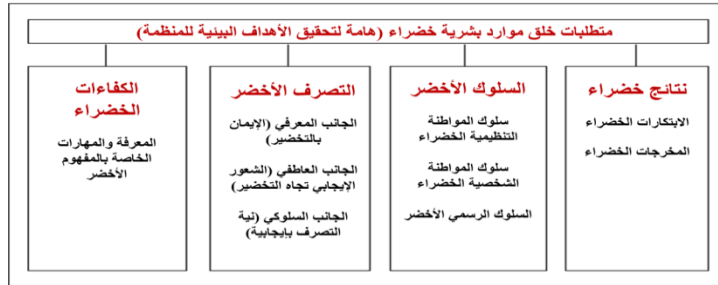 متطلبات خلق موارد بشرية خضراء (هامة لتحقيق الأهداف البيئية للمنظمة)
الكفاءات
الخضراء
المعرفة والمهارات
الخاصة بالمفهوم
الأخضر
التصرف الأخضر
الجانب المعرفي (الإيمان
بالتخضير)
الجانب العاطفي (الشعور
الإيجابي تجاه التخضير)
الجانب السلوكي (نية
التصرف بإيجابية)
السلوك الأخضر
سلوك المواطنة
التنظيمية الخضراء
سلوك المواطنة
الشخصية الخضراء
السلوك الرسمي الأخضر
نتائج خضراء
الابتكارات الخضراء
المخرجات الخضراء